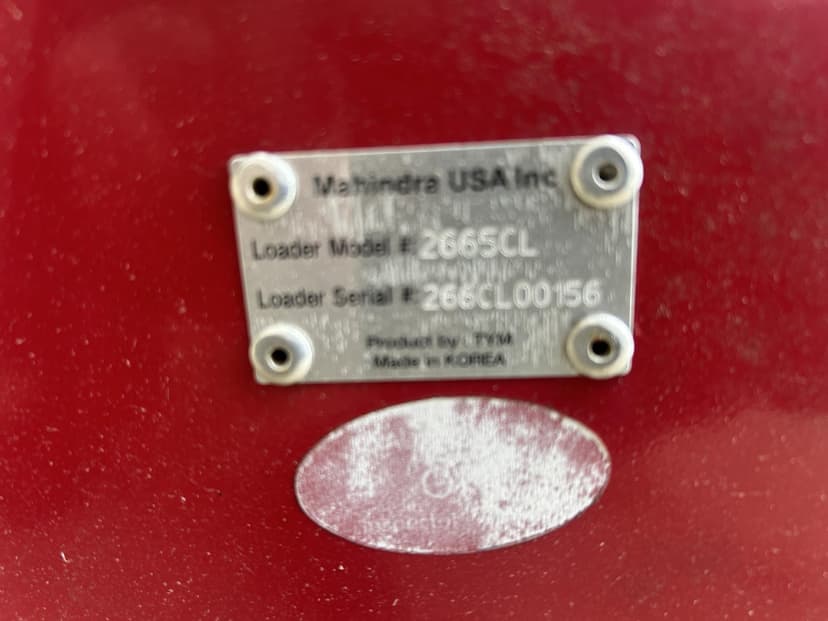 Mahindra USA Inc
Loader Model #: 2665CL
Loader Serial #: 266CL00156
Product by : TYM
Made in KOREA